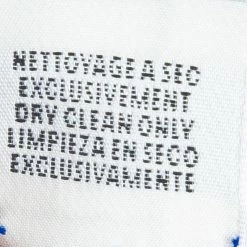 NETTOYAGE A SEC
EXCLUSIVEMENT
DRY CLEAN ONLY
LIMPIEZA EN SECO
EXCLUSIVAMENTE